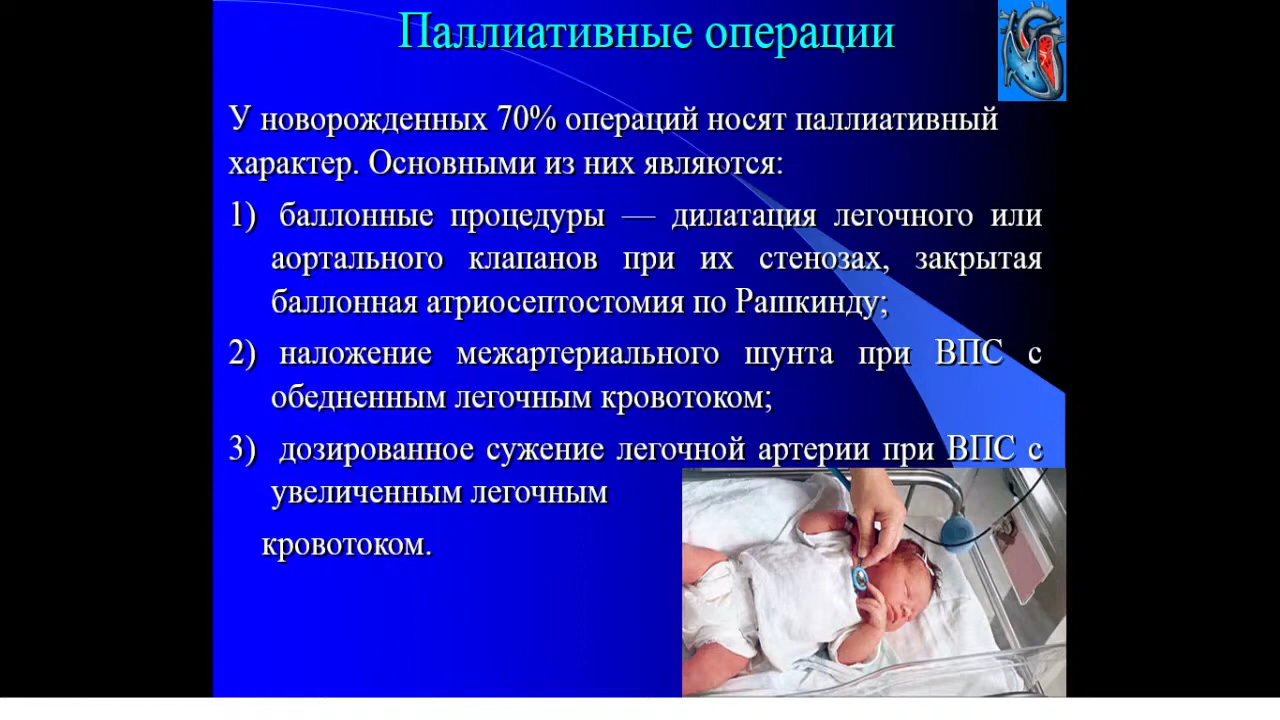 Паллиативные операции
У новорожденных 70% операций носят паллиативный
характер. Основными из них являются:
1) баллонные процедуры — дилатация легочного или
аортального клапанов при их стенозах, закрытая
баллонная атриосептостомия по Рашкинду;
2) наложение межартериального шунта при ВПС с
обедненным легочным кровотоком;
3) дозированное сужение легочной артерии при ВПС с
увеличенным легочным
кровотоком.